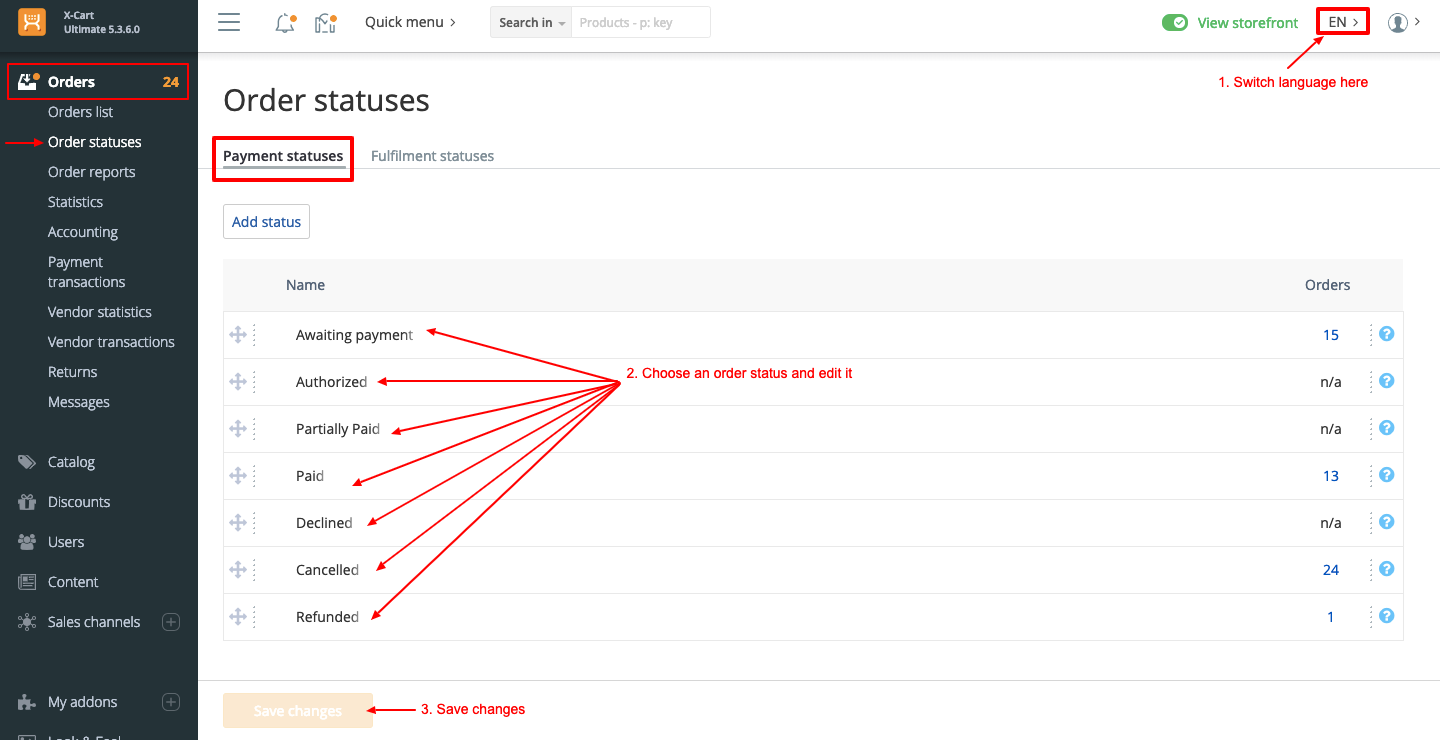 X-Cart
Ultimate 5.3.6.0
Quick menu
Search in
Products - p: key
View storefront
EN
1. Switch language here
Orders 24
Orders list
Order statuses
Order reports
Statistics
Accounting
Payment
transactions
Vendor statistics
Vendor transactions
Returns
Messages
Catalog
Discounts
Users
Content
Sales channels
My addons
Look & Feel
Order statuses
Payment statuses
Fulfilment statuses
Add status
Name Orders
Awaiting payment 15 ?
2. Choose an order status and edit it
Authorized n/a ?
Partially Paid n/a ?
Paid 13 ?
Declined n/a ?
Cancelled 24 ?
Refunded 1 ?
Save changes
3. Save changes